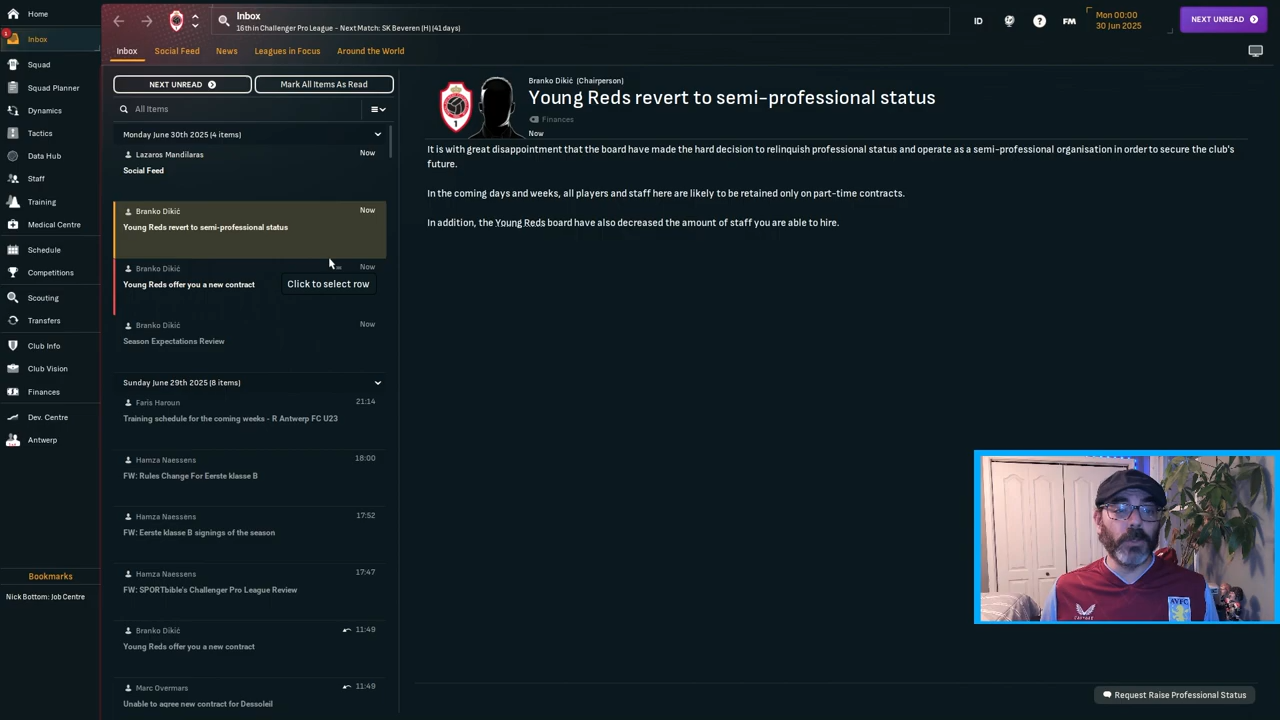 Home
Inbox
1
Squad
Squad Planner
Dynamics
Tactics
Data Hub
Staff
Training
Medical Centre
Schedule
Competitions
Scouting
Transfers
Club Info
Club Vision
Finances
Dev. Centre
Antwerp
Bookmarks
Nick Bottom: Job Centre
Inbox
16th in Challenger Pro League - Next Match: SK Beveren (H) (41 days)
ID
?
FM
Mon 00:00
30 Jun 2025
NEXT UNREAD
Inbox
Social Feed
News
Leagues in Focus
Around the World
NEXT UNREAD
Mark All Items As Read
All Items
Monday June 30th 2025 (4 items)
Lazaros Mandilaras
Now
Social Feed
Branko Dikić
Now
Young Reds revert to semi-professional status
Branko Dikić
Now
Young Reds offer you a new contract
Click to select row
Branko Dikić
Now
Season Expectations Review
Sunday June 29th 2025 (8 items)
Faris Haroun
21:14
Training schedule for the coming weeks - R Antwerp FC U23
Hamza Naessens
18:00
FW: Rules Change For Eerste klasse B
Hamza Naessens
17:52
FW: Eerste klasse B signings of the season
Hamza Naessens
17:47
FW: SPORTbible's Challenger Pro League Review
Branko Dikić
11:49
Young Reds offer you a new contract
Marc Overmars
11:49
Unable to agree new contract for Dessoleil
Branko Dikić (Chairperson)
Young Reds revert to semi-professional status
Finances
Now
It is with great disappointment that the board have made the hard decision to relinquish professional status and operate as a semi-professional organisation in order to secure the club's
future.
In the coming days and weeks, all players and staff here are likely to be retained only on part-time contracts.
In addition, the Young Reds board have also decreased the amount of staff you are able to hire.
AVFC
Request Raise Professional Status